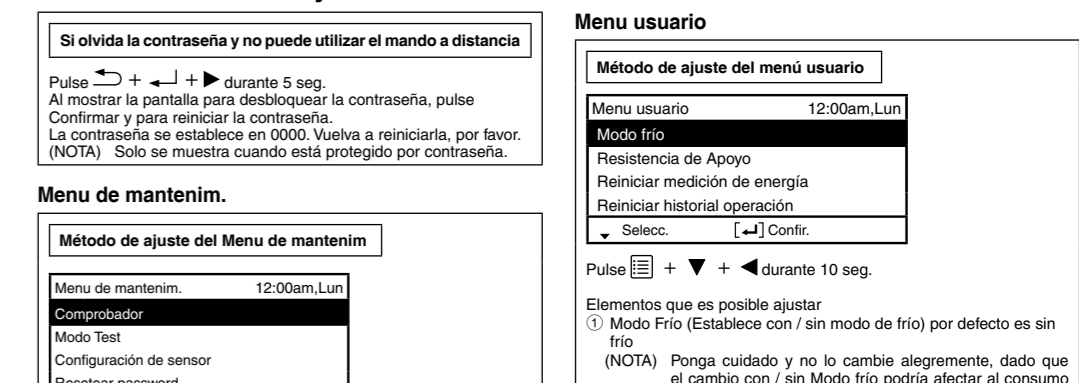 Si olvida la contraseña y no puede utilizar el mando a distancia
Pulse + + durante 5 seg.
Al mostrar la pantalla para desbloquear la contraseña, pulse
Confirmar y para reiniciar la contraseña.
La contraseña se establece en 0000. Vuelva a reiniciarla, por favor.
(NOTA) Solo se muestra cuando está protegido por contraseña.
Menu de mantenim.
Método de ajuste del Menu de mantenim
Menu de mantenim. 12:00am,Lun
Comprobador
Modo Test
Configuración de sensor
Resetear password
Menu usuario
Método de ajuste del menú usuario
Menu usuario 12:00am,Lun
Modo frío
Resistencia de Apoyo
Reiniciar medición de energía
Reiniciar historial operación
Selecc. [↵] Confir.
Pulse + ▼ + ◀ durante 10 seg.
Elementos que es posible ajustar
① Modo Frío (Establece con / sin modo de frío) por defecto es sin
frío
(NOTA) Ponga cuidado y no lo cambie alegremente, dado que
el cambio con / sin Modo frío podría afectar al consumo